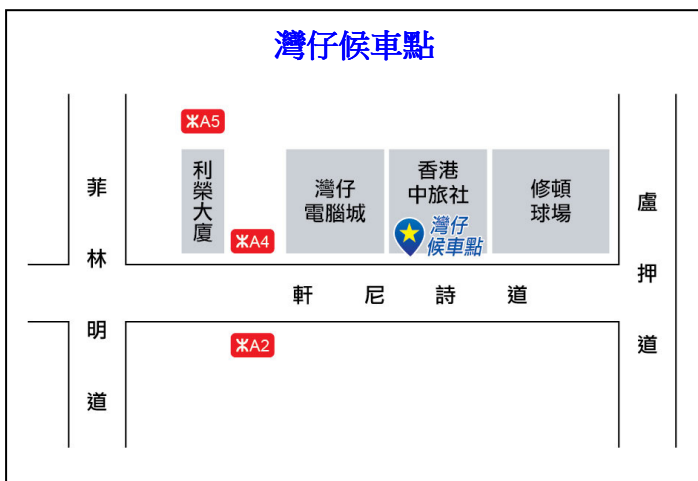 灣仔候車點
A5
利榮大廈
灣仔
電腦城
香港
中旅社
修頓
球場
灣仔
候車點
A4
菲林明道
盧押道
軒尼詩道
A2